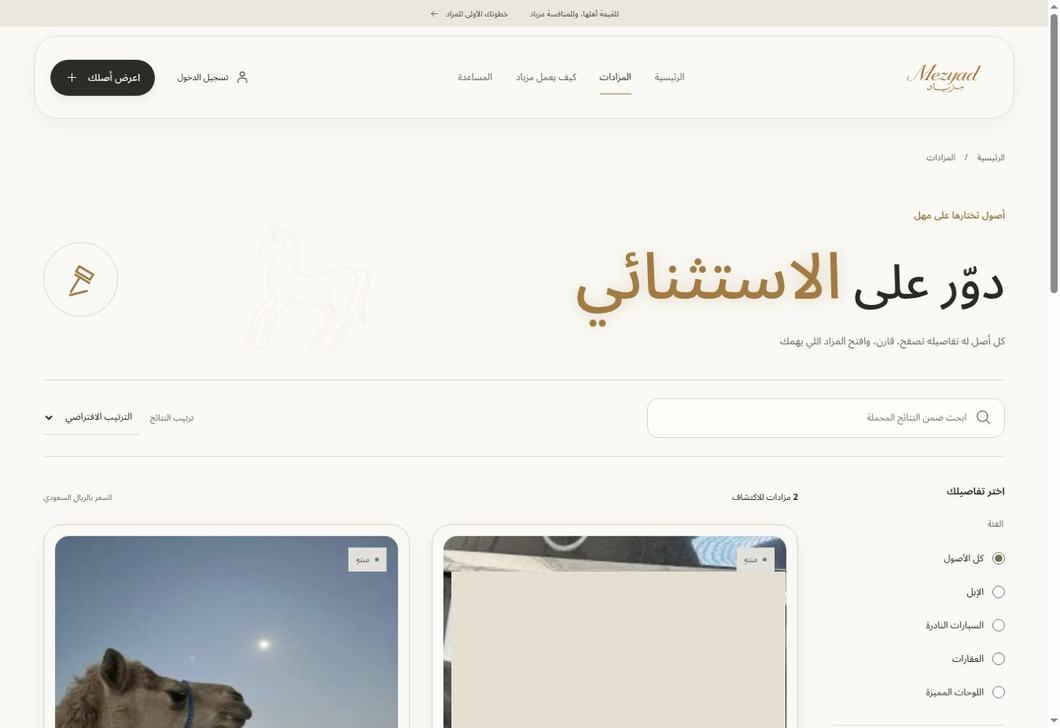 للقيمة أهلها، وللمنافسة مزياد
خطوتك الأولى للمزاد ←
Mezyad
مزياد
الرئيسية
المزادات
كيف يعمل مزياد
المساعدة
تسجيل الدخول
اعرض أصلك +
الرئيسية / المزادات
أصول تختارها على مهل
دوّر على الاستثنائي
كل أصل له تفاصيله تصفح، قارن، وافتح المزاد اللي يهمك
ابحث ضمن النتائج المحملة
ترتيب النتائج
الترتيب الافتراضي
اختر تفاصيلك
الفئة
كل الأصول
الإبل
السيارات النادرة
العقارات
اللوحات المميزة
2 مزادات للاكتشاف
السعر بالريال السعودي
منتهٍ
منتهٍ